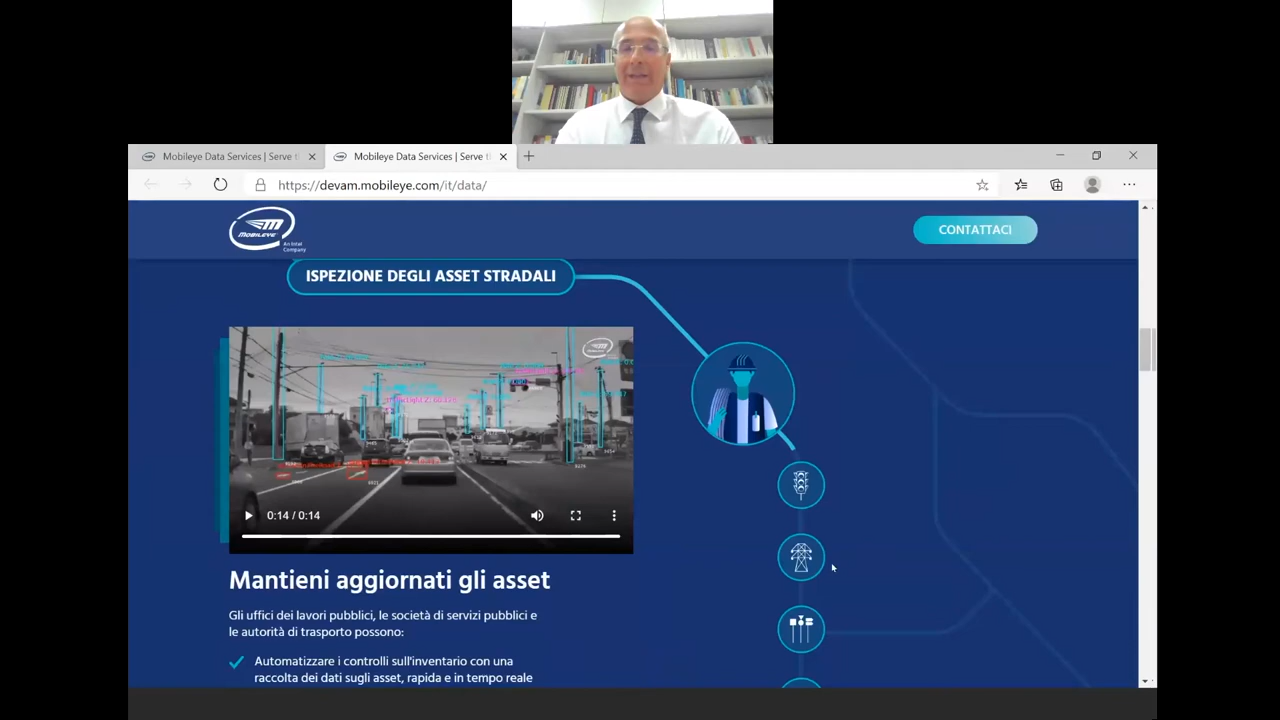 Mobileye Data Services | Serve t
Mobileye Data Services | Serve t
https://devam.mobileye.com/it/data/
MOBILEYE
An Intel
Company
CONTATTACI
ISPEZIONE DEGLI ASSET STRADALI
0:14 / 0:14
Mantieni aggiornati gli asset
Gli uffici dei lavori pubblici, le società di servizi pubblici e
le autorità di trasporto possono:
Automatizzare i controlli sull'inventario con una
raccolta dei dati sugli asset, rapida e in tempo reale